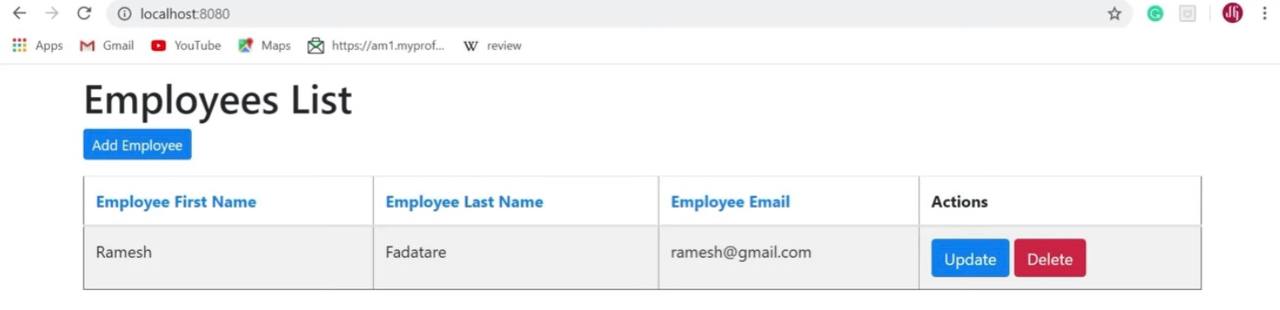 localhost:8080
Apps Gmail YouTube Maps https://am1.myprof... W review
Employees List
Add Employee
Employee First Name Employee Last Name Employee Email Actions
Ramesh Fadatare ramesh@gmail.com Update Delete